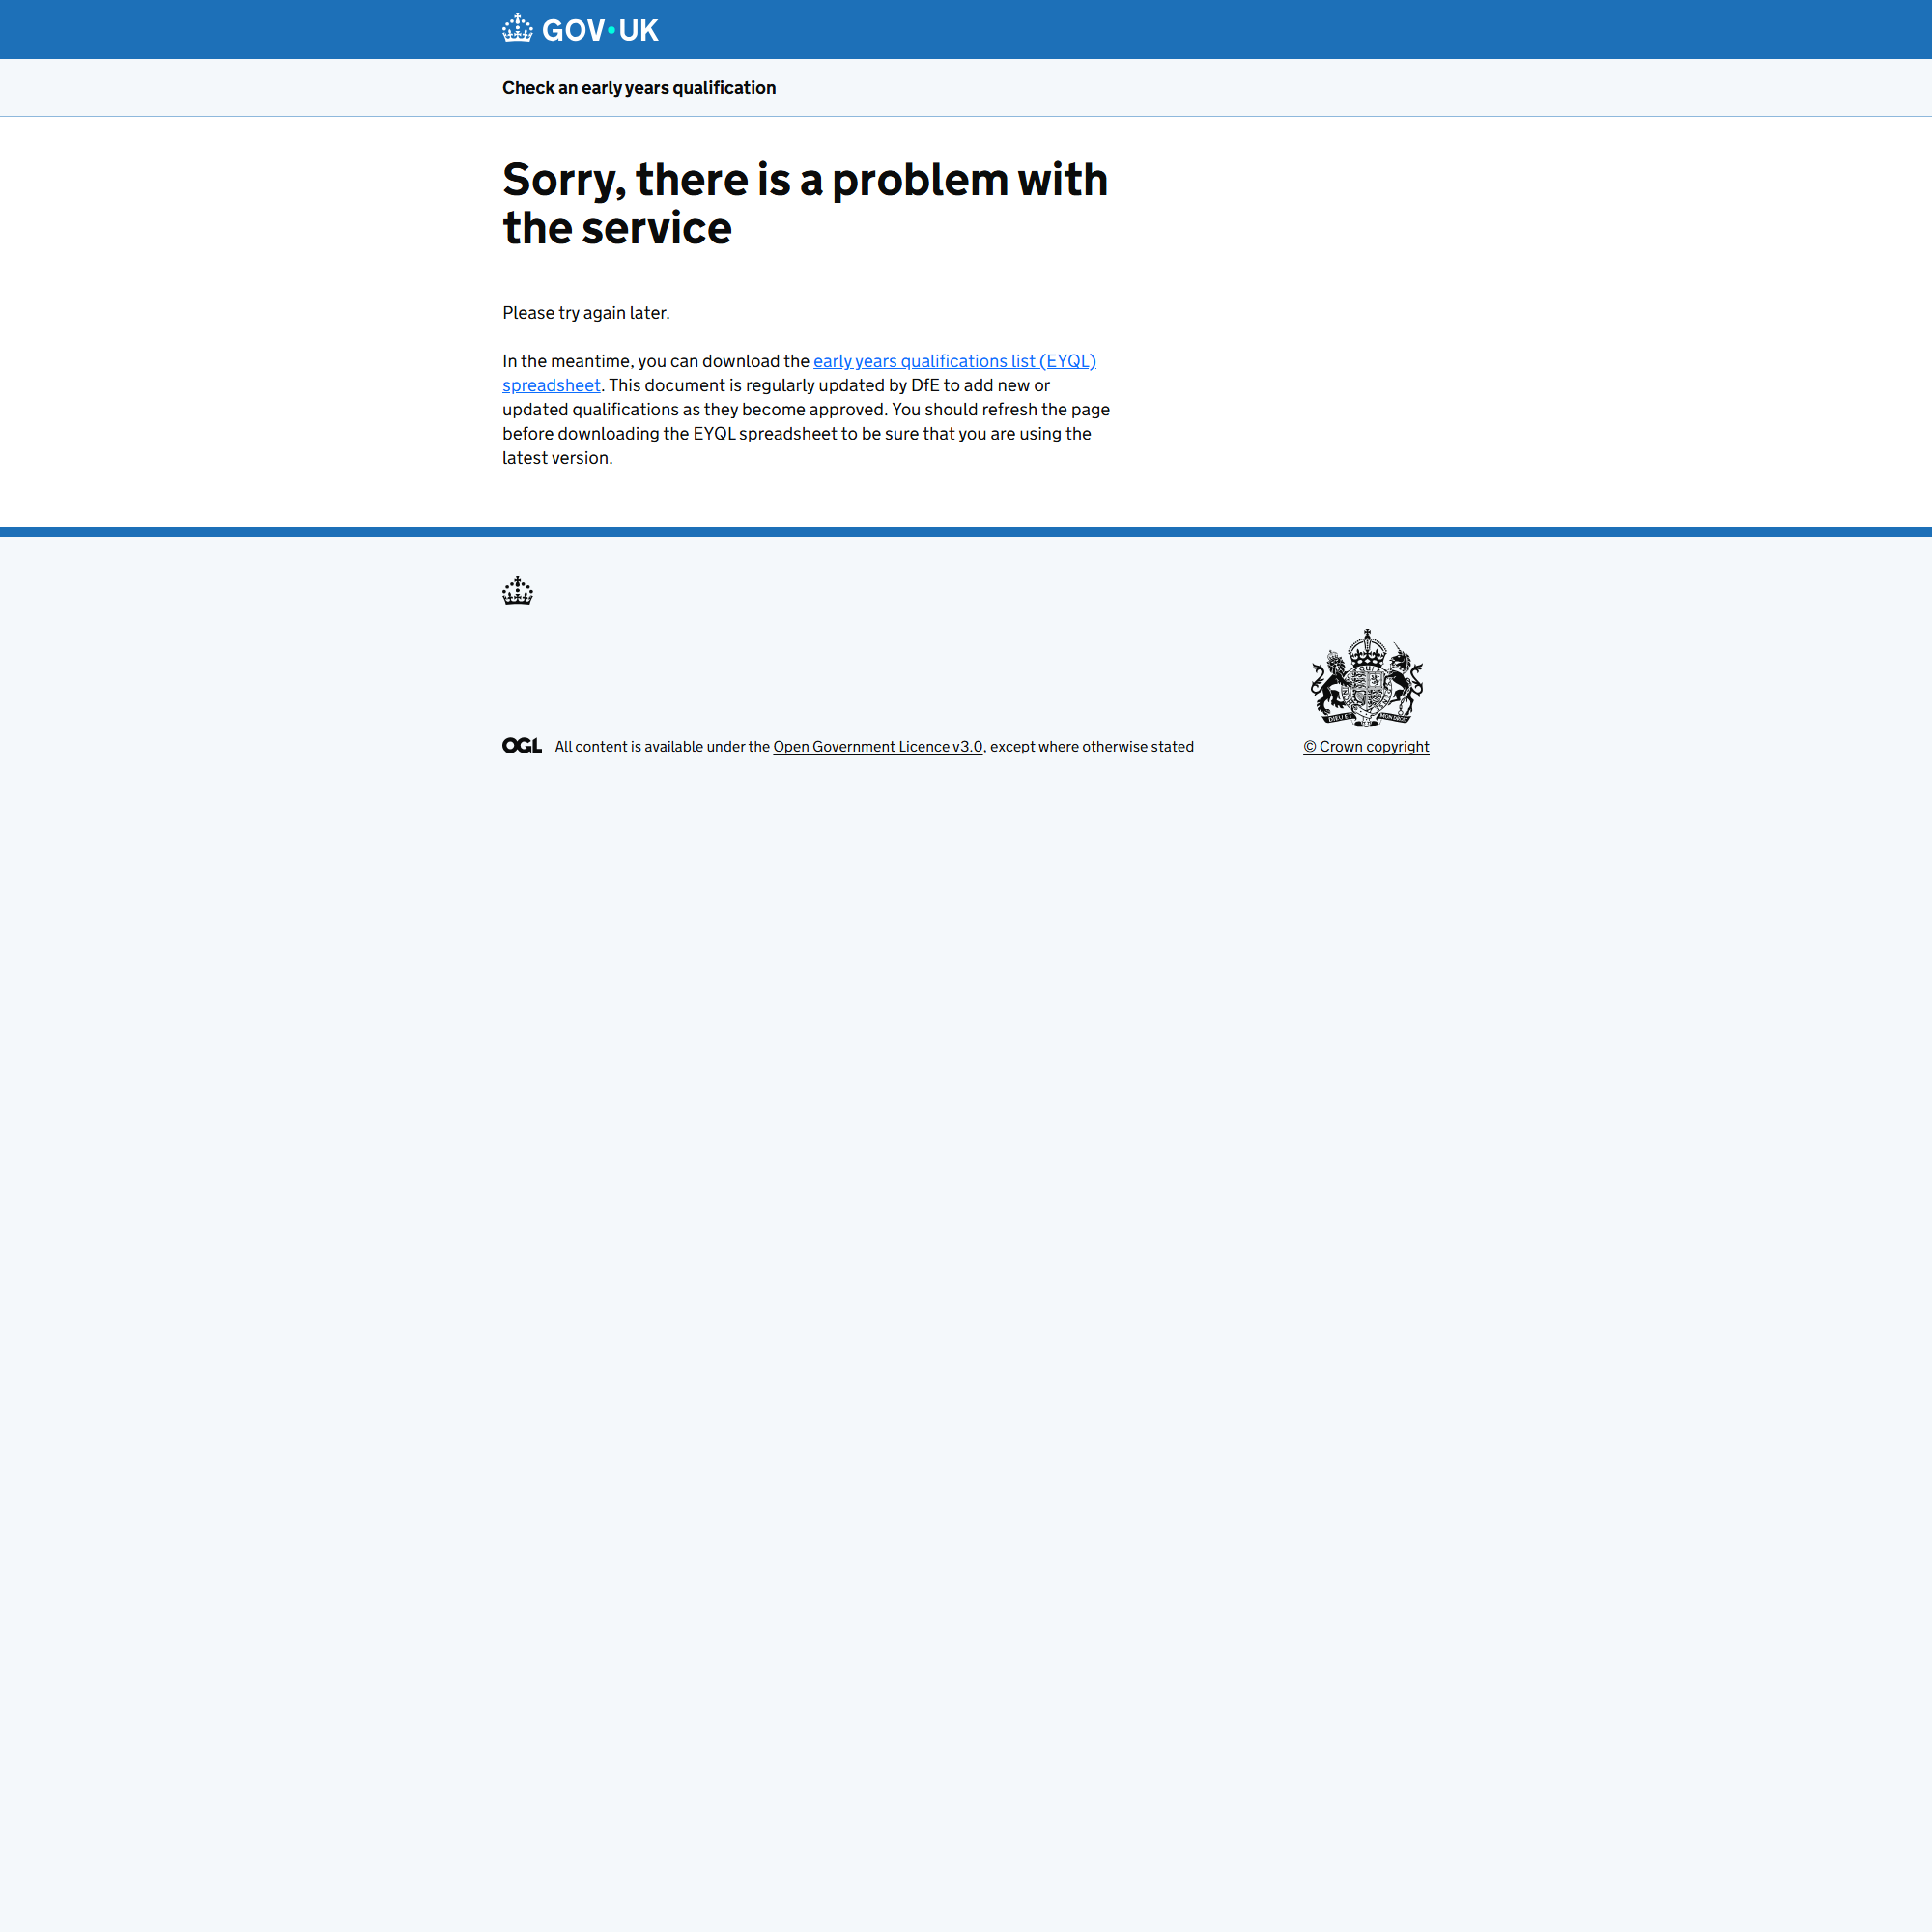 GOV·UK
Check an early years qualification
Sorry, there is a problem with
the service
Please try again later.
In the meantime, you can download the early years qualifications list (EYQL)
spreadsheet. This document is regularly updated by DfE to add new or
updated qualifications as they become approved. You should refresh the page
before downloading the EYQL spreadsheet to be sure that you are using the
latest version.
OGL All content is available under the Open Government Licence v3.0, except where otherwise stated
© Crown copyright